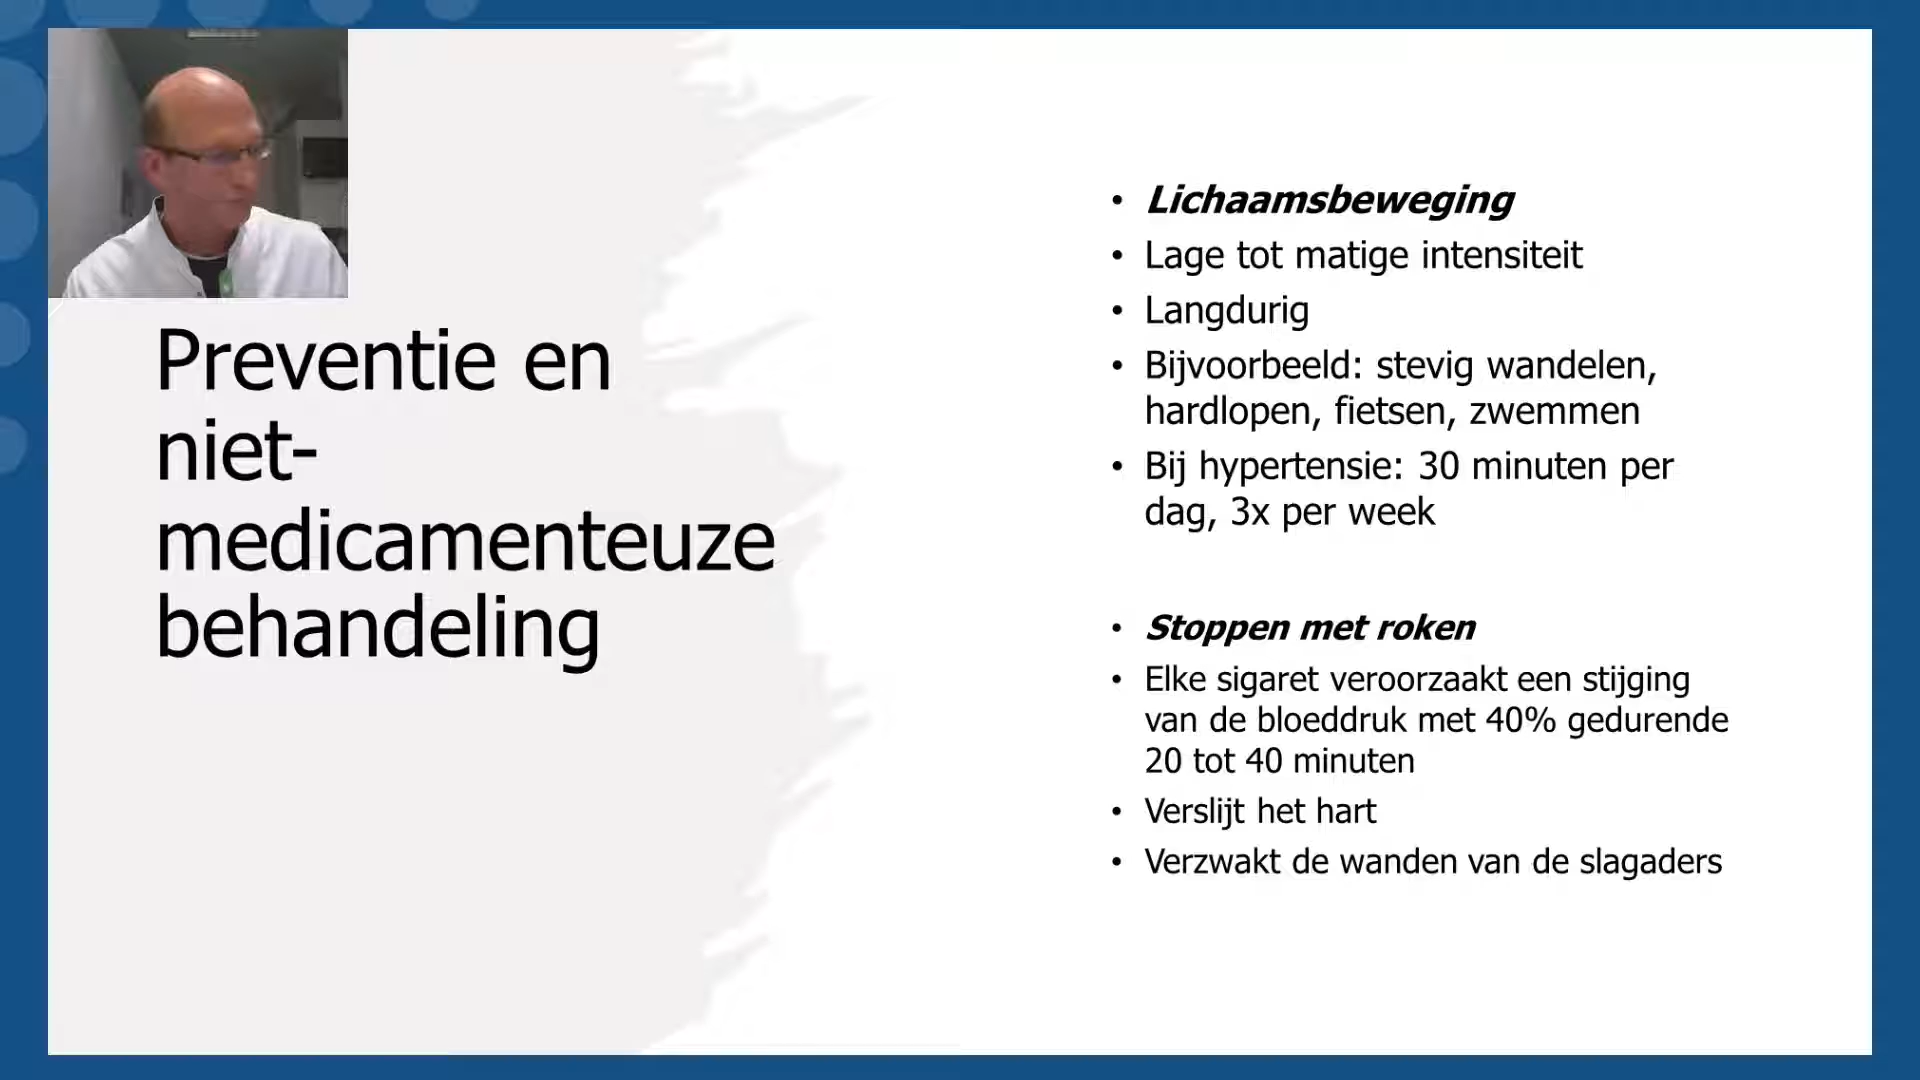 Preventie en
niet-
medicamenteuze
behandeling
• Lichaamsbeweging
• Lage tot matige intensiteit
• Langdurig
• Bijvoorbeeld: stevig wandelen,
hardlopen, fietsen, zwemmen
• Bij hypertensie: 30 minuten per
dag, 3x per week
• Stoppen met roken
• Elke sigaret veroorzaakt een stijging
van de bloeddruk met 40% gedurende
20 tot 40 minuten
• Verslijt het hart
• Verzwakt de wanden van de slagaders